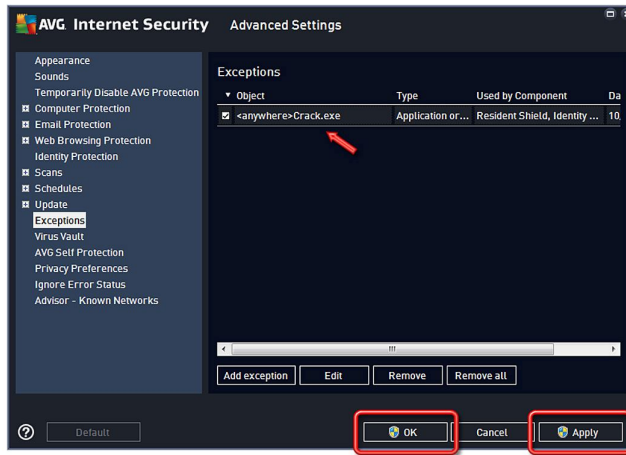 AVG. Internet Security Advanced Settings
Appearance
Sounds
Temporarily Disable AVG Protection
Computer Protection
Email Protection
Web Browsing Protection
Identity Protection
Scans
Schedules
Update
Exceptions
Virus Vault
AVG Self Protection
Privacy Preferences
Ignore Error Status
Advisor - Known Networks
Exceptions
Object Type Used by Component Da
<anywhere>Crack.exe Application or... Resident Shield, Identity ... 10,
Add exception Edit Remove Remove all
? Default OK Cancel Apply